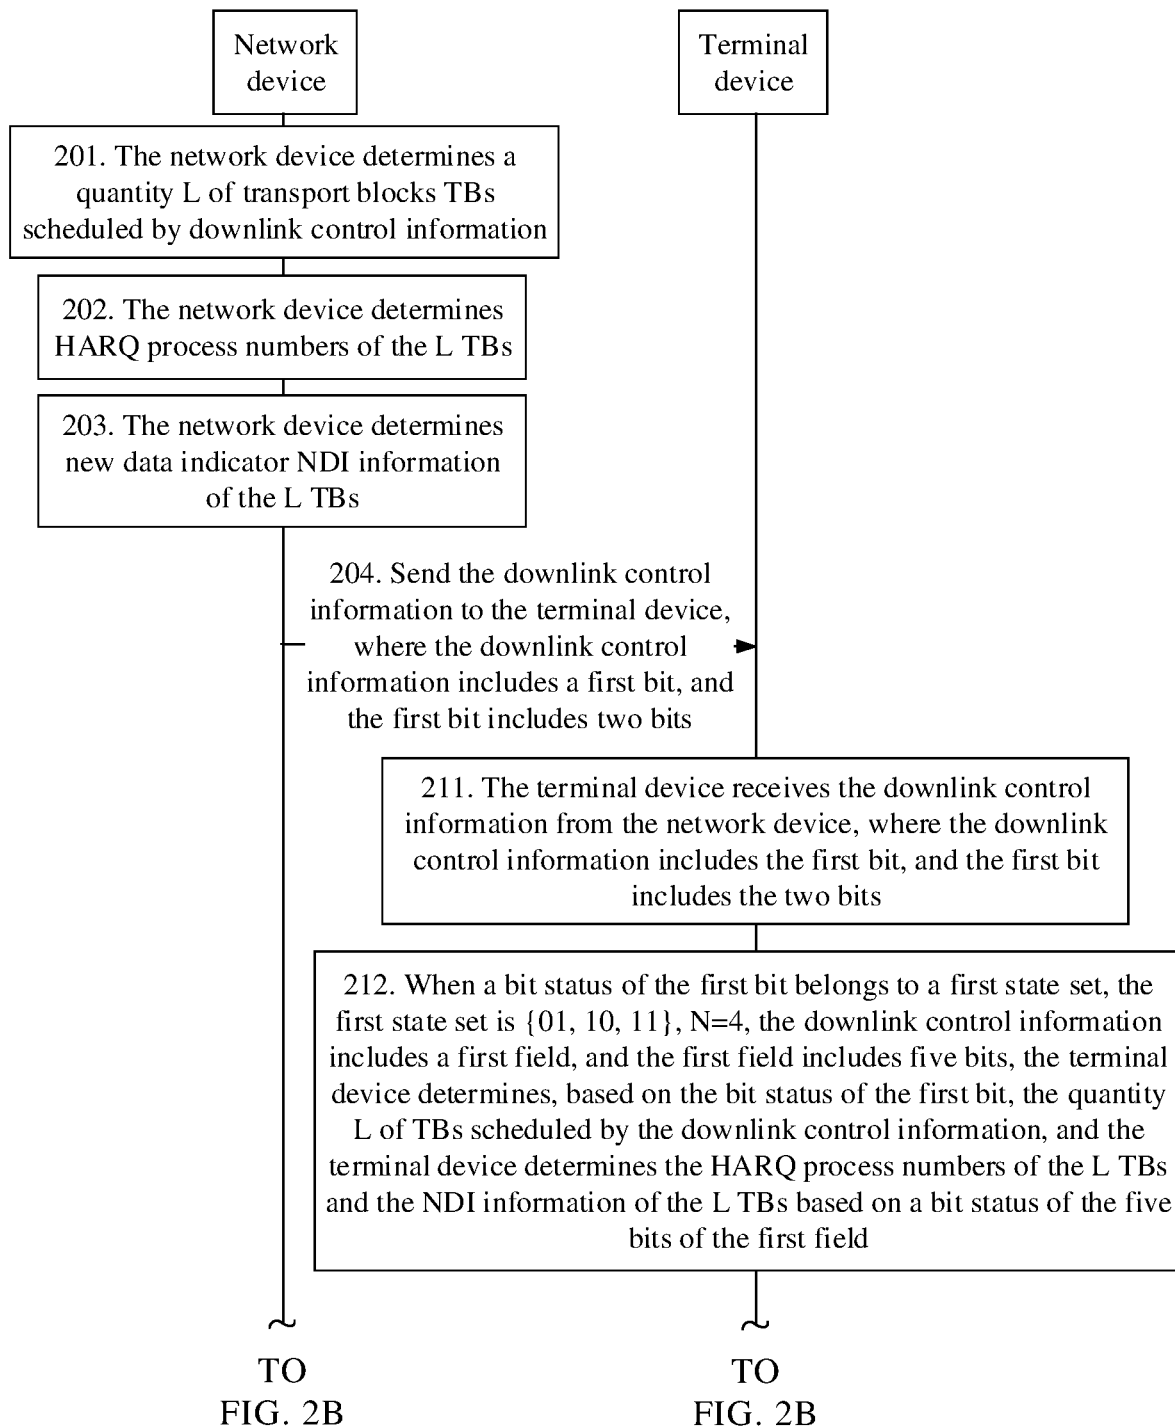 Network
device
Terminal
device
201. The network device determines a
quantity L of transport blocks TBs
scheduled by downlink control information
202. The network device determines
HARQ process numbers of the L TBs
203. The network device determines
new data indicator NDI information
of the L TBs
204. Send the downlink control
information to the terminal device,
where the downlink control
information includes a first bit, and
the first bit includes two bits
211. The terminal device receives the downlink control
information from the network device, where the downlink
control information includes the first bit, and the first bit
includes the two bits
212. When a bit status of the first bit belongs to a first state set, the
first state set is {01, 10, 11}, N=4, the downlink control information
includes a first field, and the first field includes five bits, the terminal
device determines, based on the bit status of the first bit, the quantity
L of TBs scheduled by the downlink control information, and the
terminal device determines the HARQ process numbers of the L TBs
and the NDI information of the L TBs based on a bit status of the five
bits of the first field
TO
FIG. 2B
TO
FIG. 2B